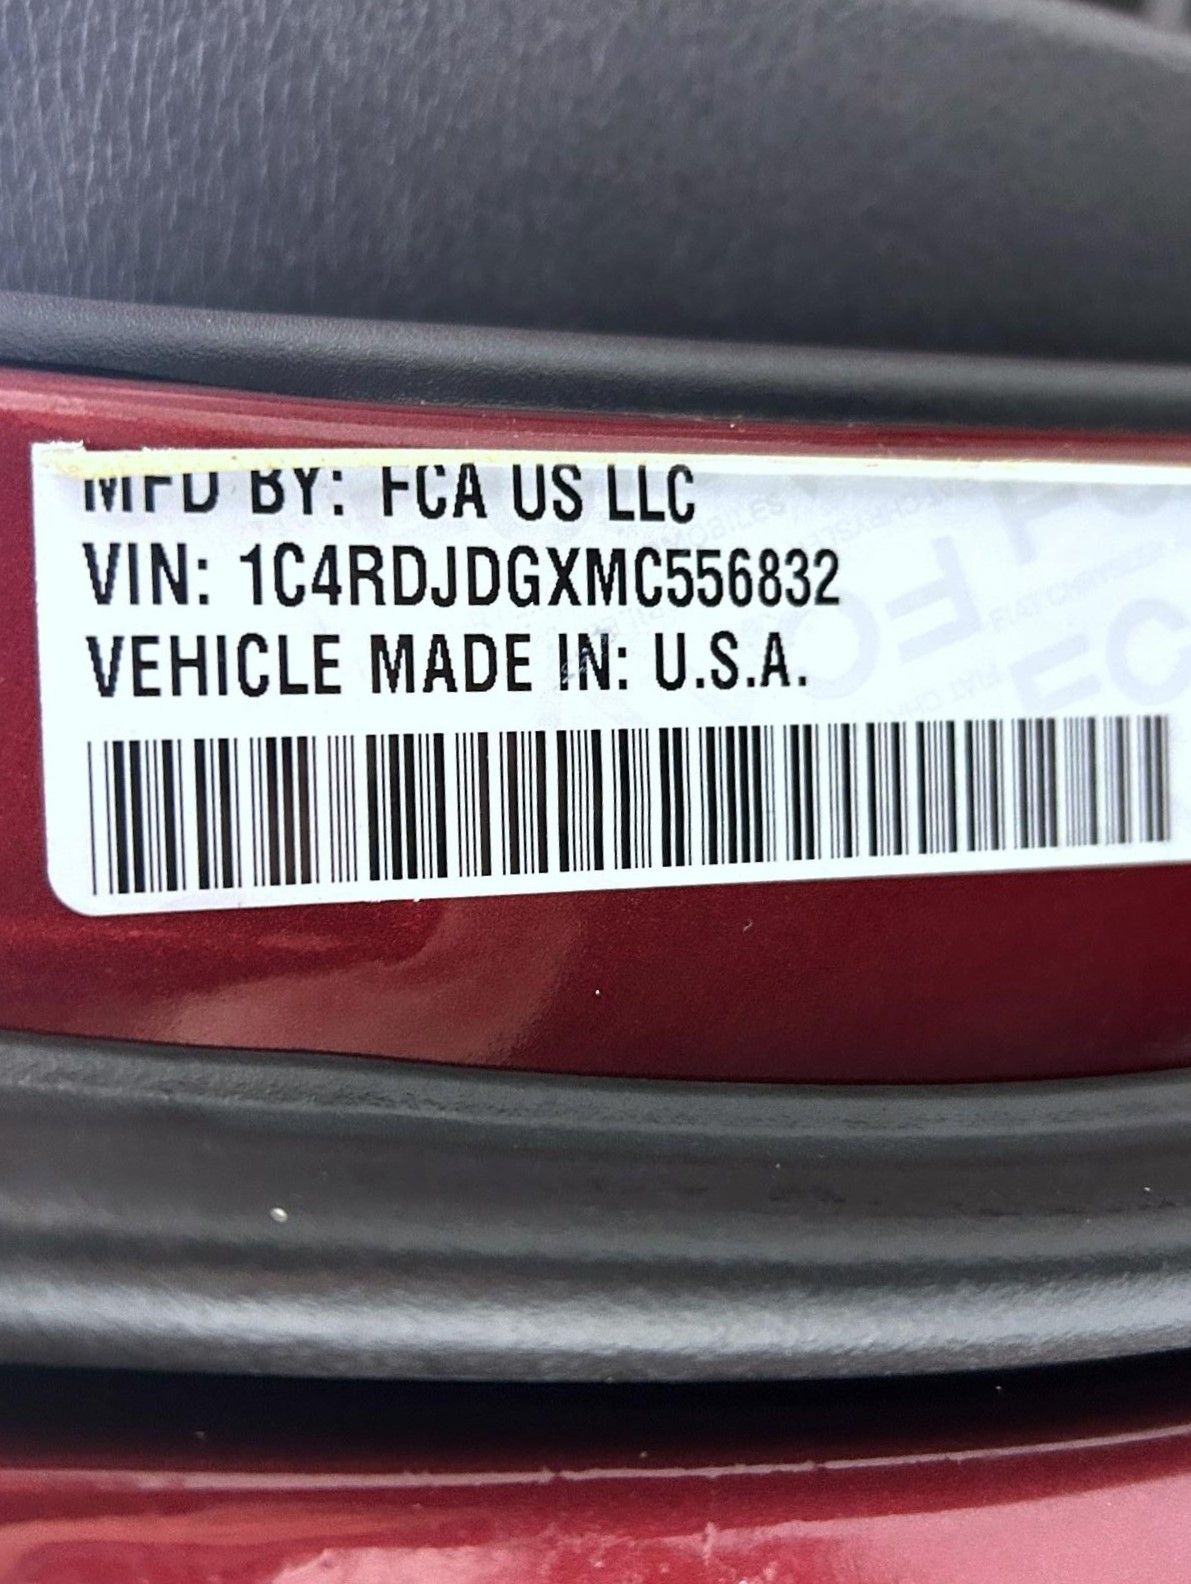 MFD BY: FCA US LLC
VIN: 1C4RDJDGXMC556832
VEHICLE MADE IN: U.S.A.